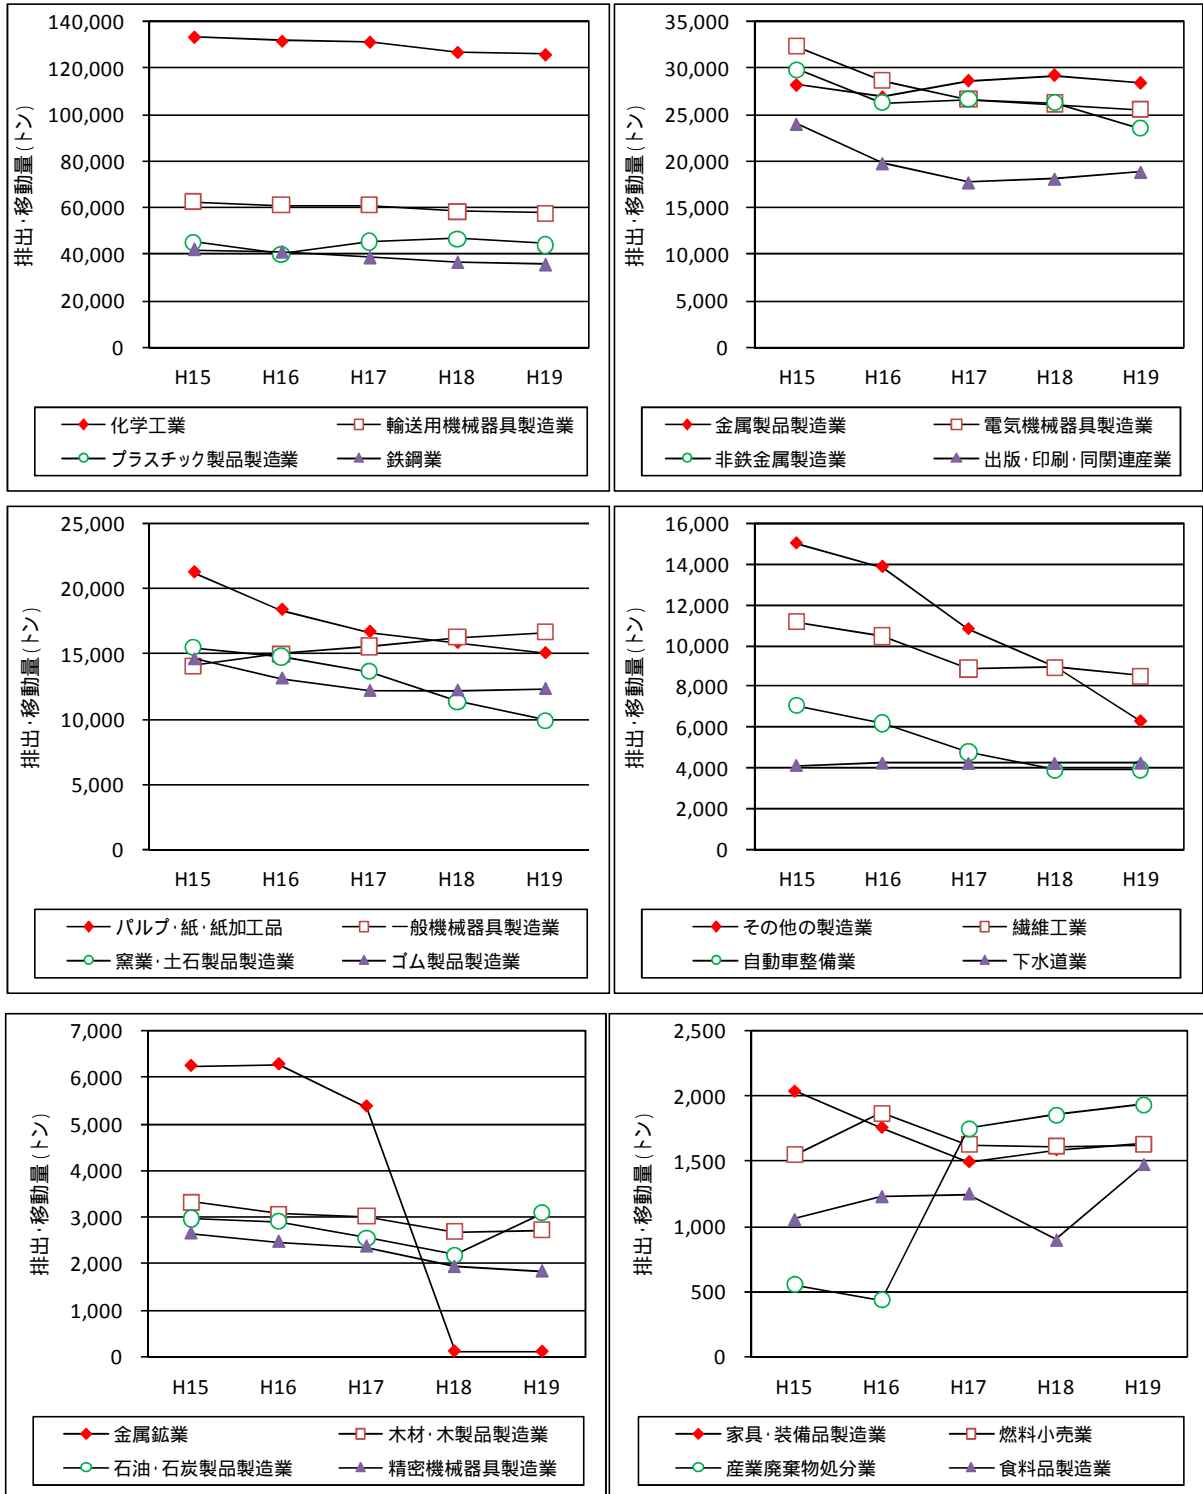 140,000
120,000
100,000
80,000
60,000
40,000
20,000
0
排出・移動量(トン)
H15 H16 H17 H18 H19
化学工業 輸送用機械器具製造業
プラスチック製品製造業 鉄鋼業
35,000
30,000
25,000
20,000
15,000
10,000
5,000
0
排出・移動量(トン)
H15 H16 H17 H18 H19
金属製品製造業 電気機械器具製造業
非鉄金属製造業 出版・印刷・同関連産業
25,000
20,000
15,000
10,000
5,000
0
排出・移動量(トン)
H15 H16 H17 H18 H19
パルプ・紙・紙加工品 一般機械器具製造業
窯業・土石製品製造業 ゴム製品製造業
16,000
14,000
12,000
10,000
8,000
6,000
4,000
2,000
0
排出・移動量(トン)
H15 H16 H17 H18 H19
その他の製造業 繊維工業
自動車整備業 下水道業
7,000
6,000
5,000
4,000
3,000
2,000
1,000
0
排出・移動量(トン)
H15 H16 H17 H18 H19
金属鉱業 木材・木製品製造業
石油・石炭製品製造業 精密機械器具製造業
2,500
2,000
1,500
1,000
500
0
排出・移動量(トン)
H15 H16 H17 H18 H19
家具・装備品製造業 燃料小売業
産業廃棄物処分業 食料品製造業